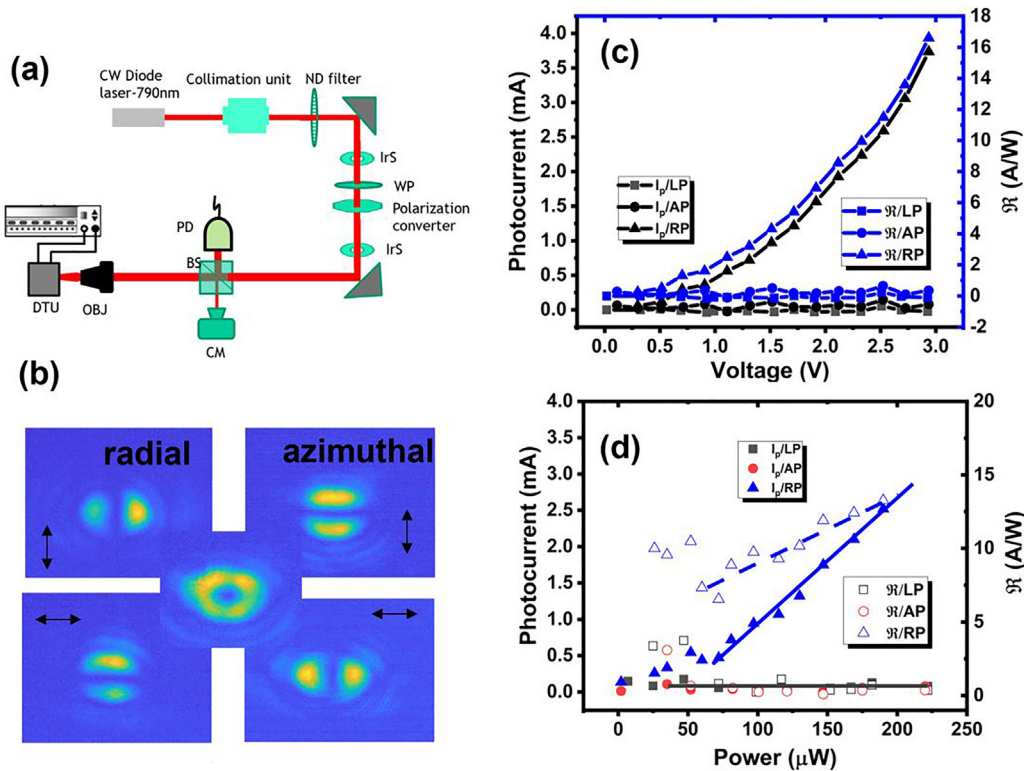 (a)
CW Diode
laser-790nm
Collimation unit
ND filter
IrS
WP
Polarization
converter
IrS
PD
BS
DTU
OBJ
CM
(b)
radial
azimuthal
(c)
Photocurrent (mA)
4.0
3.5
3.0
2.5
2.0
1.5
1.0
0.5
0.0
18
16
14
12
10
8
6
4
2
0
-2
ℜ (A/W)
Iₚ/LP
Iₚ/AP
Iₚ/RP
ℜ/LP
ℜ/AP
ℜ/RP
0.0 0.5 1.0 1.5 2.0 2.5 3.0
Voltage (V)
(d)
Photocurrent (mA)
4.0
3.5
3.0
2.5
2.0
1.5
1.0
0.5
0.0
20
15
10
5
0
ℜ (A/W)
Iₚ/LP
Iₚ/AP
Iₚ/RP
ℜ/LP
ℜ/AP
ℜ/RP
0 50 100 150 200 250
Power (μW)